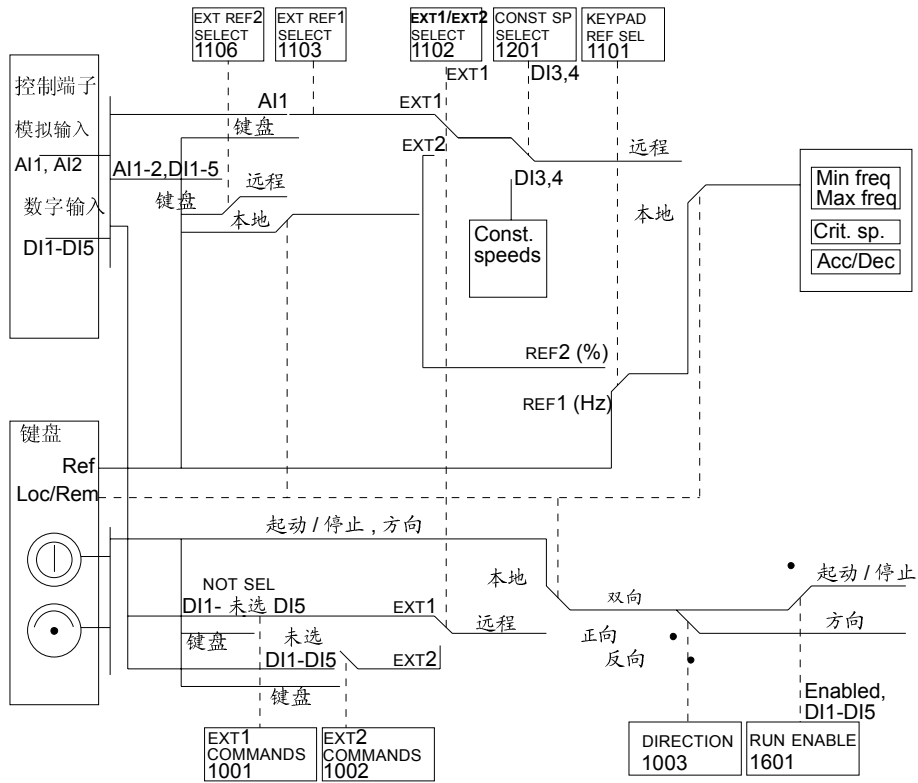 EXT REF2
SELECT
1106
EXT REF1
SELECT
1103
EXT1/EXT2
SELECT
1102
CONST SP
SELECT
1201
KEYPAD
REF SEL
1101
EXT1
DI3,4
控制端子
模拟输入
AI1, AI2
数字输入
DI1-DI5
AI1
EXT1
键盘
EXT2
远程
AI1-2,DI1-5
远程
键盘
本地
DI3,4
Const.
speeds
本地
Min freq
Max freq
Crit. sp.
Acc/Dec
REF2 (%)
REF1 (Hz)
键盘
Ref
Loc/Rem
起动 / 停止 , 方向
NOT SEL
DI1- 未选 DI5
EXT1
键盘
未选
远程
DI1-DI5
EXT2
键盘
本地
双向
起动 / 停止
正向
方向
反向
Enabled,
DI1-DI5
EXT1
COMMANDS
1001
EXT2
COMMANDS
1002
DIRECTION
1003
RUN ENABLE
1601